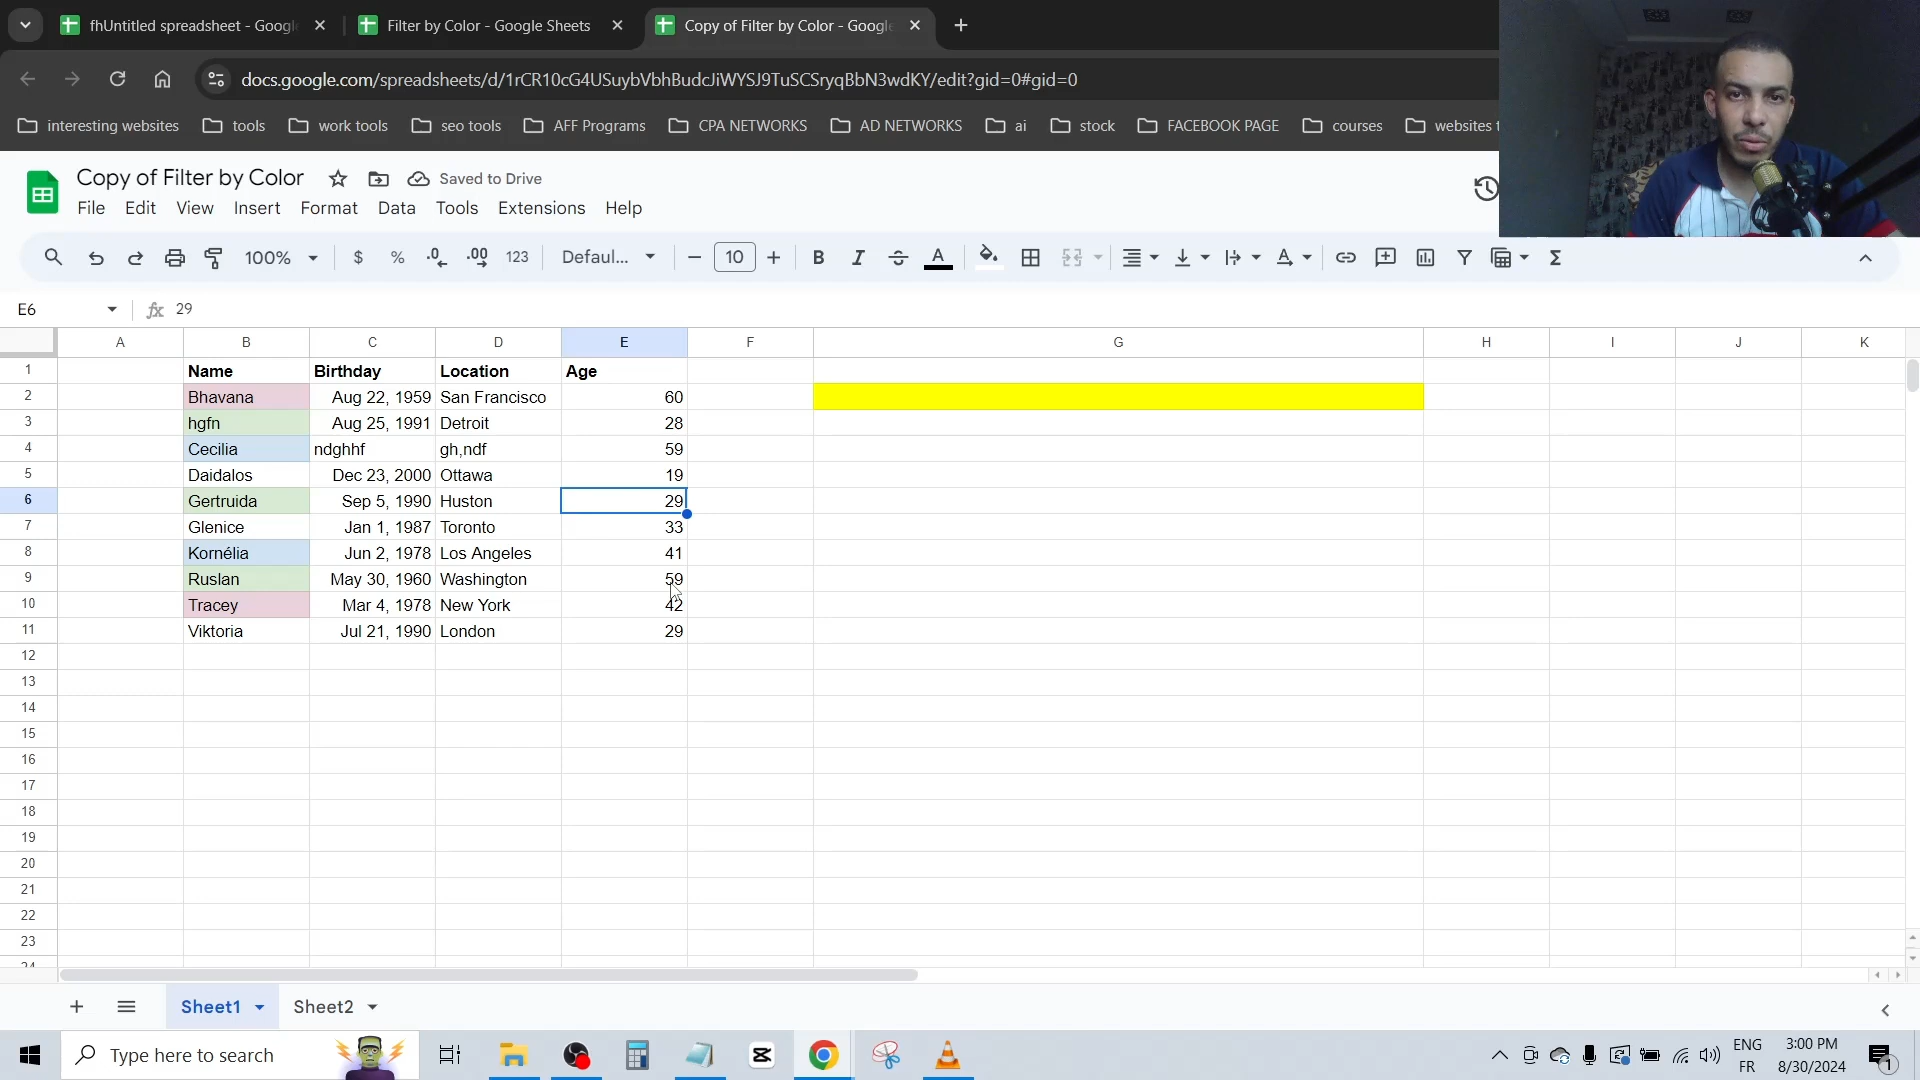 fhUntitled spreadsheet - Googl
Filter by Color - Google Sheets
Copy of Filter by Color - Google
docs.google.com/spreadsheets/d/1rCR10cG4USuybVbhBudcJiWYSJ9TuSCSryqBbN3wdKY/edit?gid=0#gid=0
interesting websites
tools
work tools
seo tools
AFF Programs
CPA NETWORKS
AD NETWORKS
ai
stock
FACEBOOK PAGE
courses
websites t
Copy of Filter by Color
Saved to Drive
File Edit View Insert Format Data Tools Extensions Help
100% $ % .0 .00 123 Defaul... 10 B I S A
E6 fx 29
A B C D E F G H I J K
1 Name Birthday Location Age
2 Bhavana Aug 22, 1959 San Francisco 60
3 hgfn Aug 25, 1991 Detroit 28
4 Cecilia ndghhf gh,ndf 59
5 Daidalos Dec 23, 2000 Ottawa 19
6 Gertruida Sep 5, 1990 Huston 29
7 Glenice Jan 1, 1987 Toronto 33
8 Kornélia Jun 2, 1978 Los Angeles 41
9 Ruslan May 30, 1960 Washington 59
10 Tracey Mar 4, 1978 New York 42
11 Viktoria Jul 21, 1990 London 29
12
13
14
15
16
17
18
19
20
21
22
23
24
Sheet1 Sheet2
Type here to search
ENG
FR
3:00 PM
8/30/2024
1